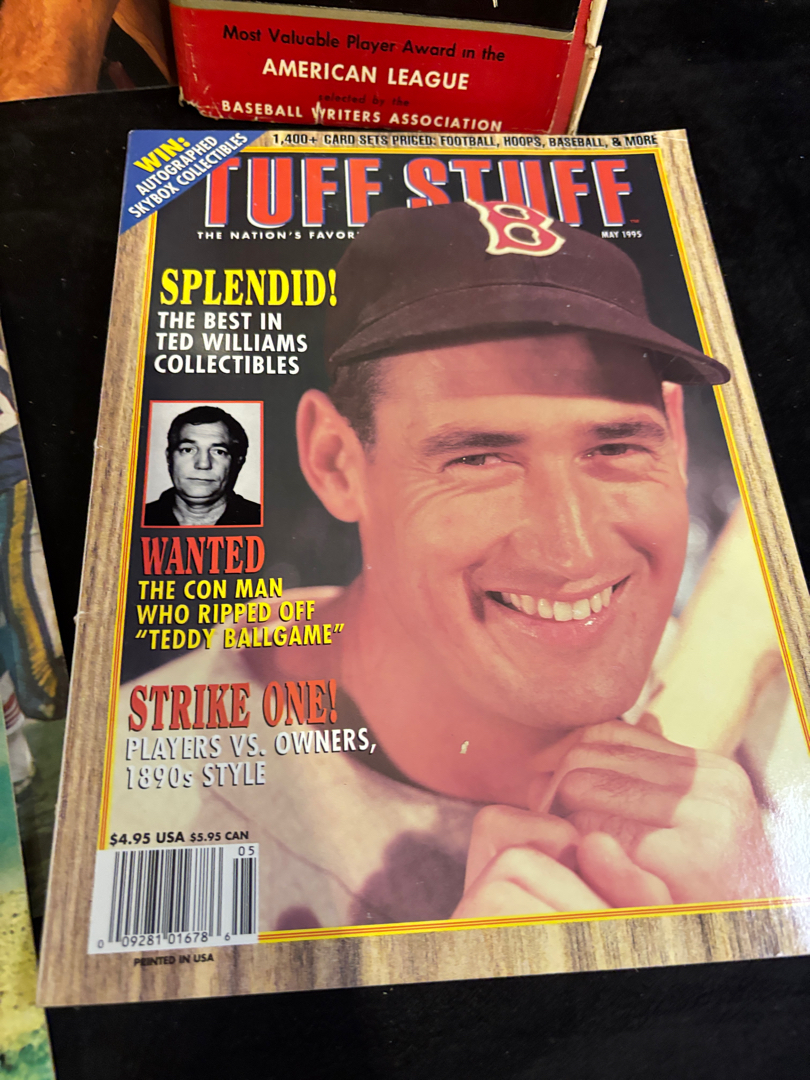 Most Valuable Player Award in the
AMERICAN LEAGUE
selected by the
BASEBALL WRITERS ASSOCIATION
WIN:
AUTOGRAPHED
SKYBOX COLLECTIBLES
1,400+ CARD SETS PRICED: FOOTBALL, HOOPS, BASEBALL, & MORE
TUFF STUFF™
THE NATION'S FAVOR
MAY 1995
B
SPLENDID!
THE BEST IN
TED WILLIAMS
COLLECTIBLES
WANTED
THE CON MAN
WHO RIPPED OFF
"TEDDY BALLGAME"
STRIKE ONE!
PLAYERS VS. OWNERS,
1890s STYLE
$4.95 USA $5.95 CAN
05
0 09281 01678 6
PRINTED IN USA